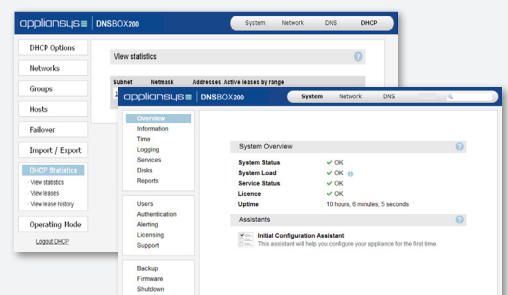 appliansys DNSBOX200
System Network DNS DHCP
DHCP Options
Networks
Groups
Hosts
Failover
Import / Export
DHCP Statistics
· View statistics
· View leases
· View lease history
Operating Mode
Logout DHCP
View statistics
Subnet Netmask Addresses Active leases by range
appliansys DNSBOX200
System Network DNS
Overview
Information
Time
Logging
Services
Disks
Reports
Users
Authentication
Alerting
Licensing
Support
Backup
Firmware
Shutdown
System Overview
System Status OK
System Load OK
Service Status OK
Licence OK
Uptime 10 hours, 6 minutes, 5 seconds
Assistants
Initial Configuration Assistant
This assistant will help you configure your appliance for the first time.